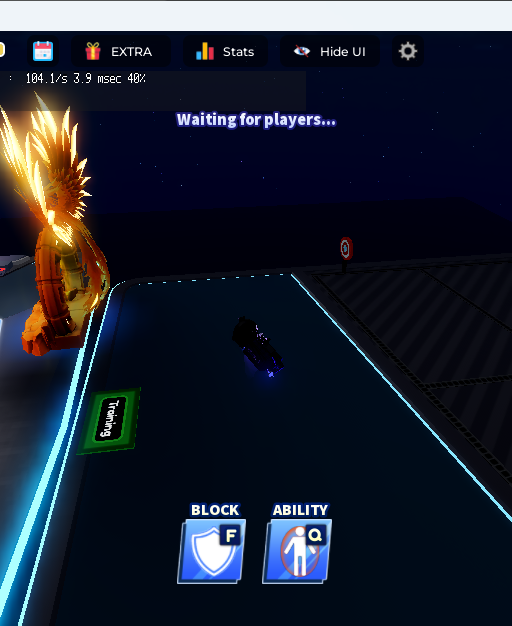 EXTRA
Stats
Hide UI
: 104.1/s 3.9 msec 40%
Waiting for players...
Training
BLOCK
ABILITY
F
Q